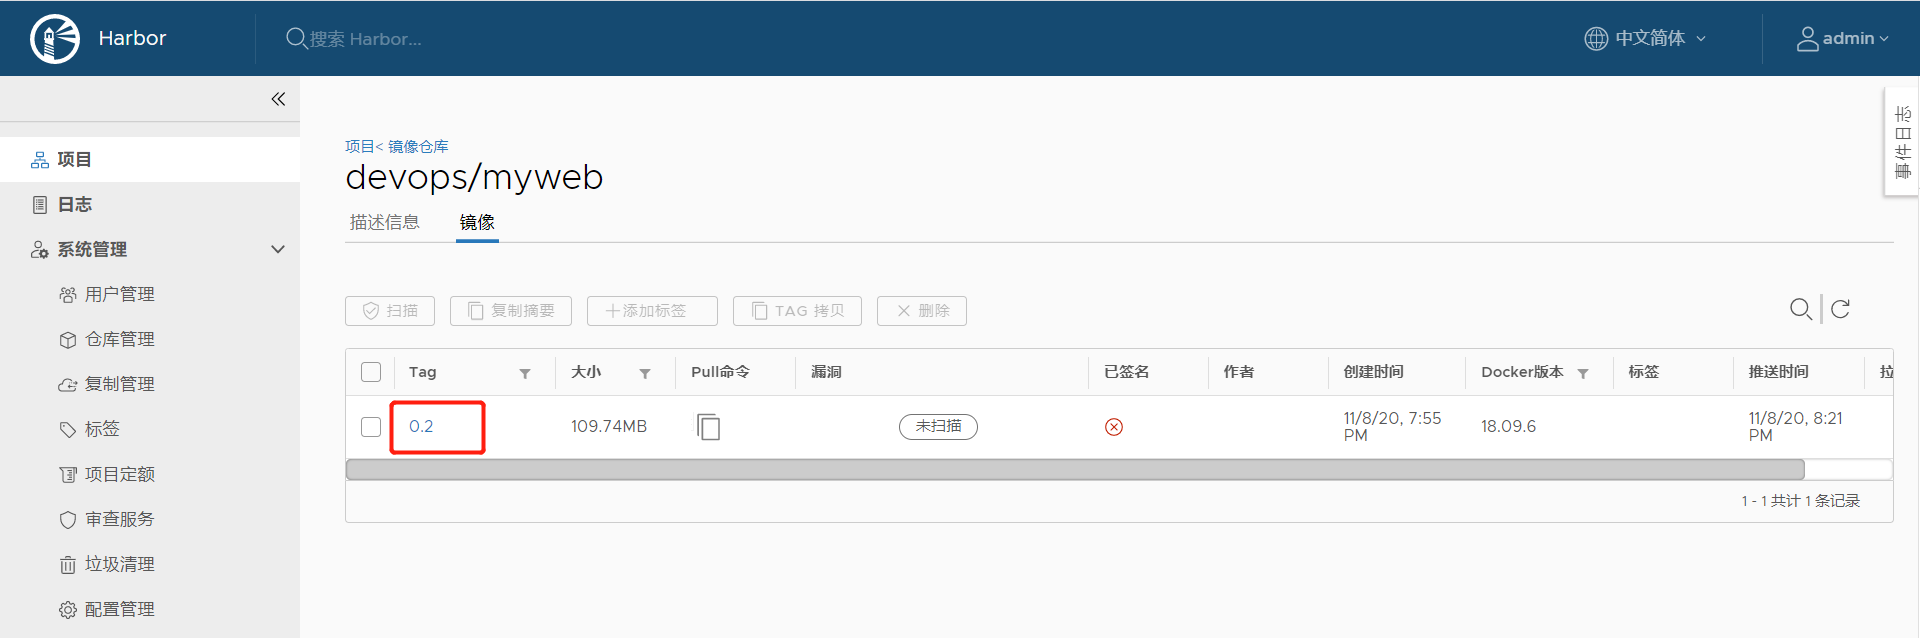 Harbor
搜索 Harbor...
中文简体
admin
事件日志
项目
日志
系统管理
用户管理
仓库管理
复制管理
标签
项目定额
审查服务
垃圾清理
配置管理
项目< 镜像仓库
devops/myweb
描述信息 镜像
扫描 复制摘要 +添加标签 TAG 拷贝 × 删除
Tag 大小 Pull命令 漏洞 已签名 作者 创建时间 Docker版本 标签 推送时间 拉
0.2 109.74MB 未扫描 11/8/20, 7:55 PM 18.09.6 11/8/20, 8:21 PM
1 - 1 共计 1 条记录